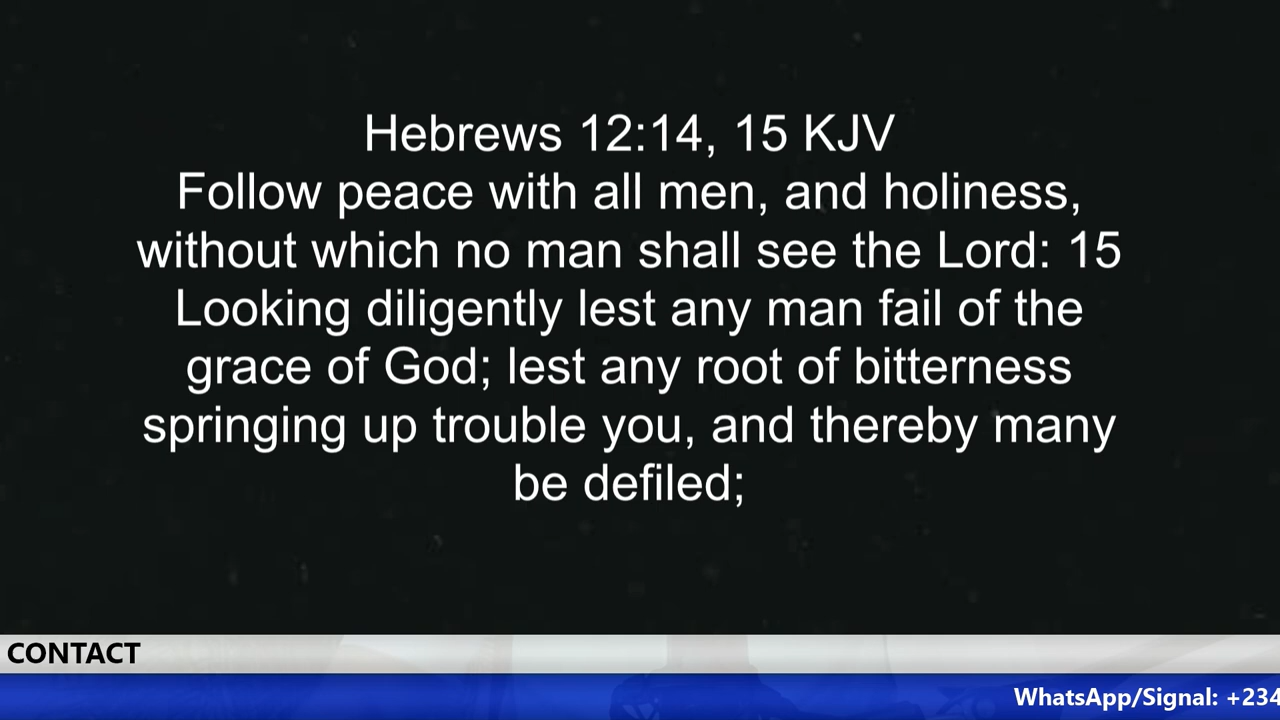 Hebrews 12:14, 15 KJV
Follow peace with all men, and holiness,
without which no man shall see the Lord: 15
Looking diligently lest any man fail of the
grace of God; lest any root of bitterness
springing up trouble you, and thereby many
be defiled;
CONTACT
WhatsApp/Signal: +234